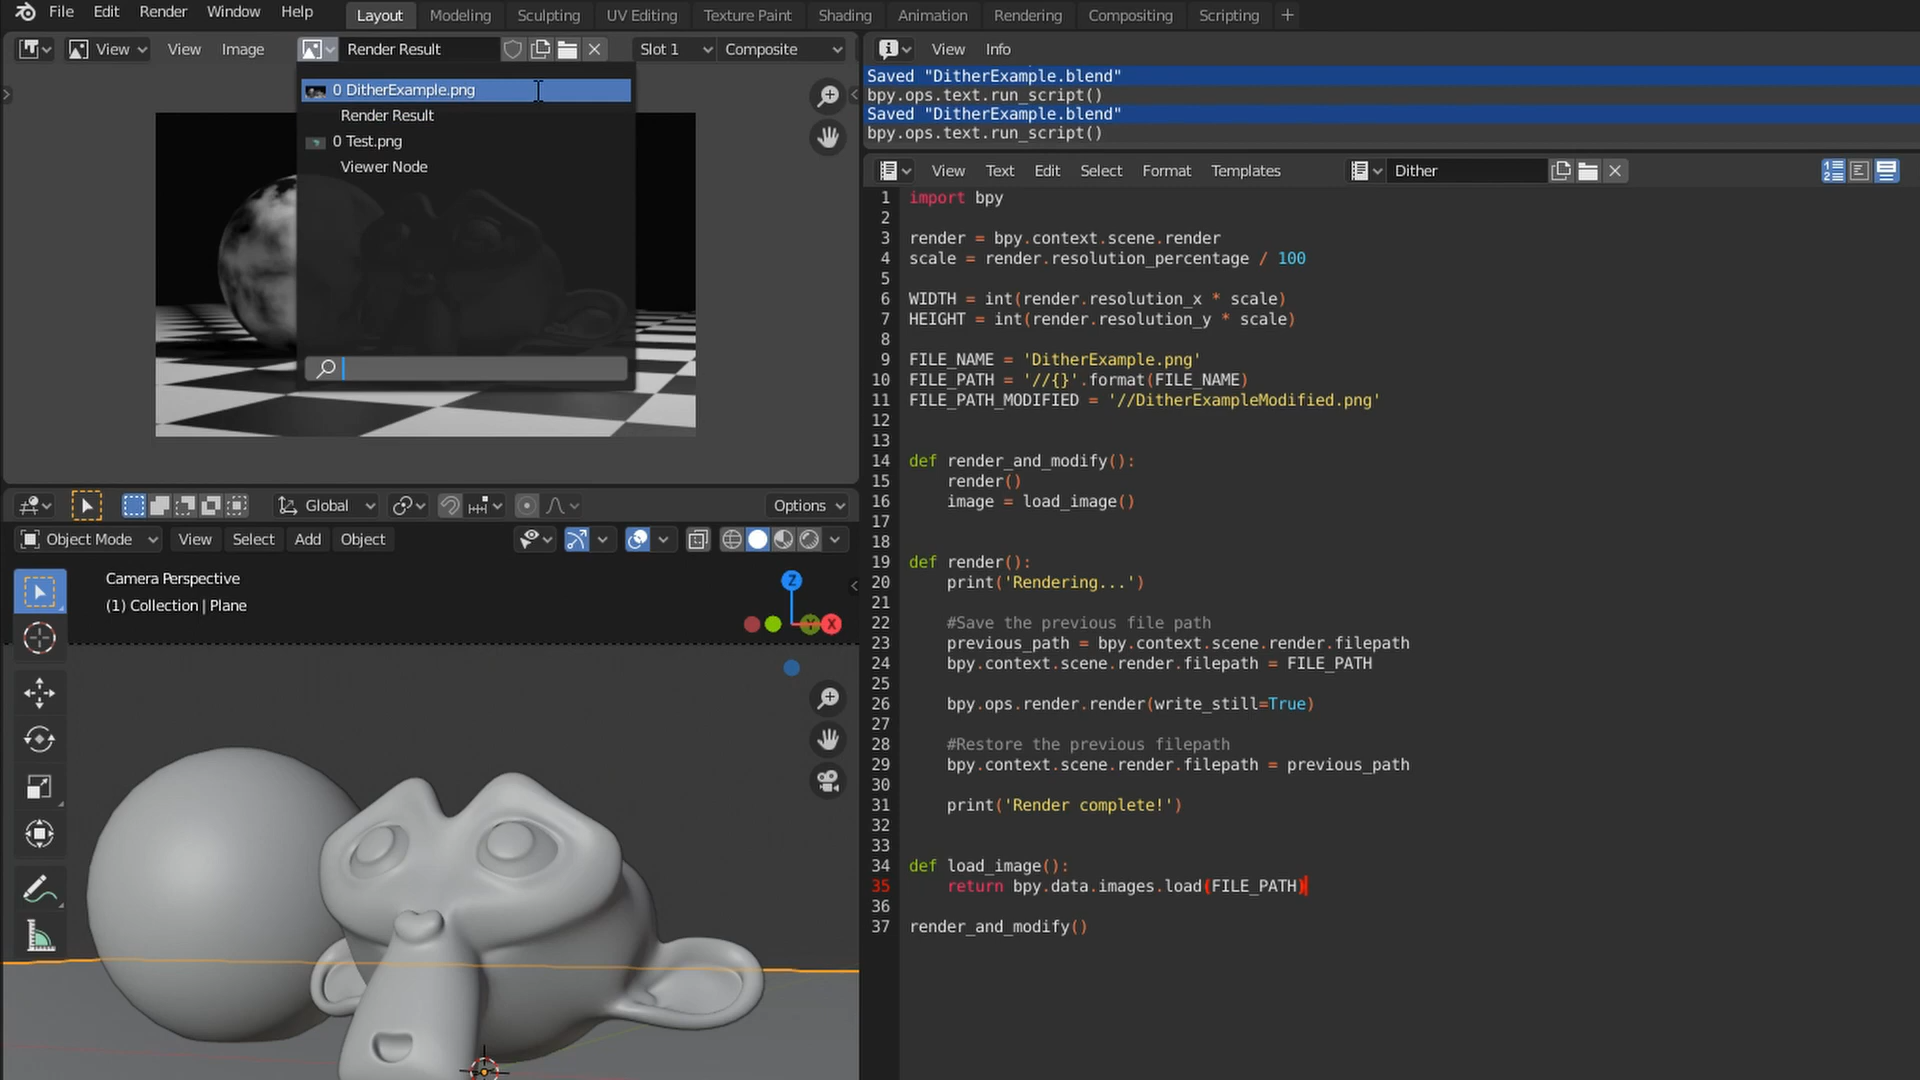 File Edit Render Window Help Layout Modeling Sculpting UV Editing Texture Paint Shading Animation Rendering Compositing Scripting +
View View Image Render Result Slot 1 Composite
0 DitherExample.png
Render Result
0 Test.png
Viewer Node
Global Options
Object Mode View Select Add Object
Camera Perspective
(1) Collection | Plane
Z
Y X
View Info
Saved "DitherExample.blend"
bpy.ops.text.run_script()
Saved "DitherExample.blend"
bpy.ops.text.run_script()
View Text Edit Select Format Templates Dither
1 import bpy
2
3 render = bpy.context.scene.render
4 scale = render.resolution_percentage / 100
5
6 WIDTH = int(render.resolution_x * scale)
7 HEIGHT = int(render.resolution_y * scale)
8
9 FILE_NAME = 'DitherExample.png'
10 FILE_PATH = '//{}'.format(FILE_NAME)
11 FILE_PATH_MODIFIED = '//DitherExampleModified.png'
12
13
14 def render_and_modify():
15 render()
16 image = load_image()
17
18
19 def render():
20 print('Rendering...')
21
22 #Save the previous file path
23 previous_path = bpy.context.scene.render.filepath
24 bpy.context.scene.render.filepath = FILE_PATH
25
26 bpy.ops.render.render(write_still=True)
27
28 #Restore the previous filepath
29 bpy.context.scene.render.filepath = previous_path
30
31 print('Render complete!')
32
33
34 def load_image():
35 return bpy.data.images.load(FILE_PATH)
36
37 render_and_modify()